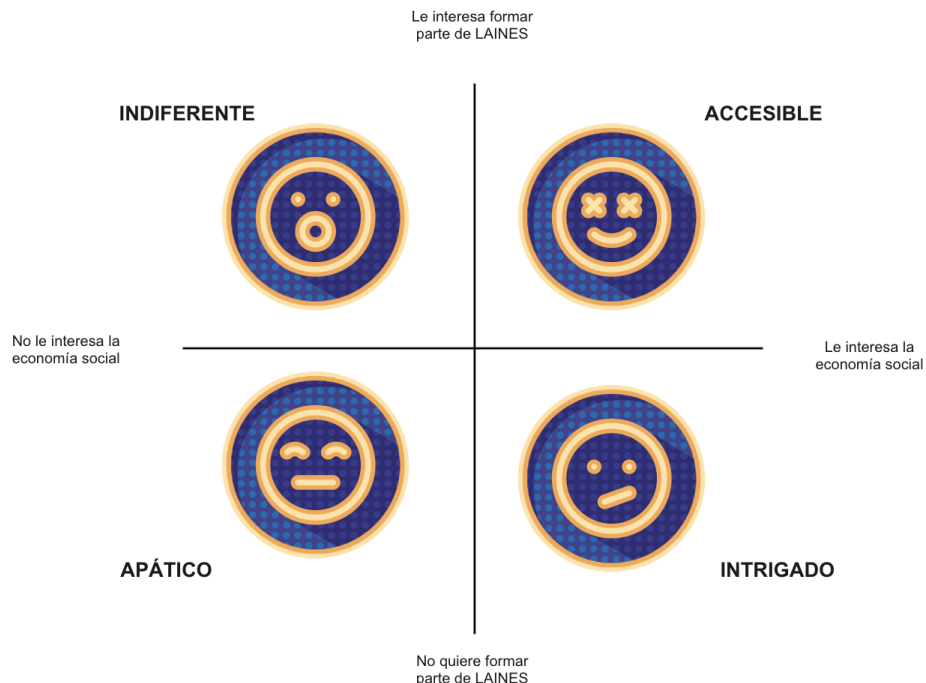 Le interesa formar
parte de LAINES
INDIFERENTE
ACCESIBLE
No le interesa la
economía social
Le interesa la
economía social
APÁTICO
INTRIGADO
No quiere formar
parte de LAINES